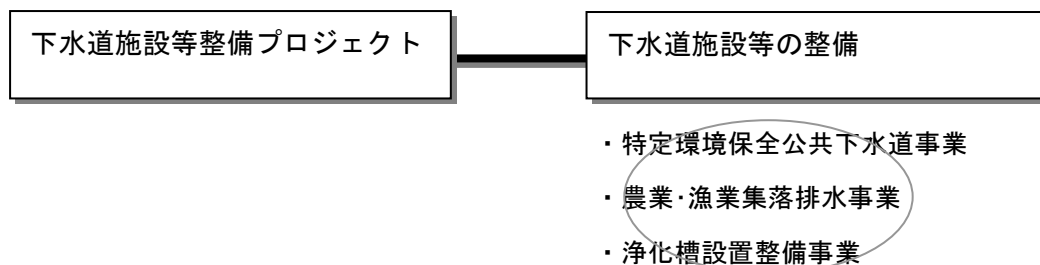 下水道施設等整備プロジェクト
下水道施設等の整備
・特定環境保全公共下水道事業
・農業･漁業集落排水事業
・浄化槽設置整備事業